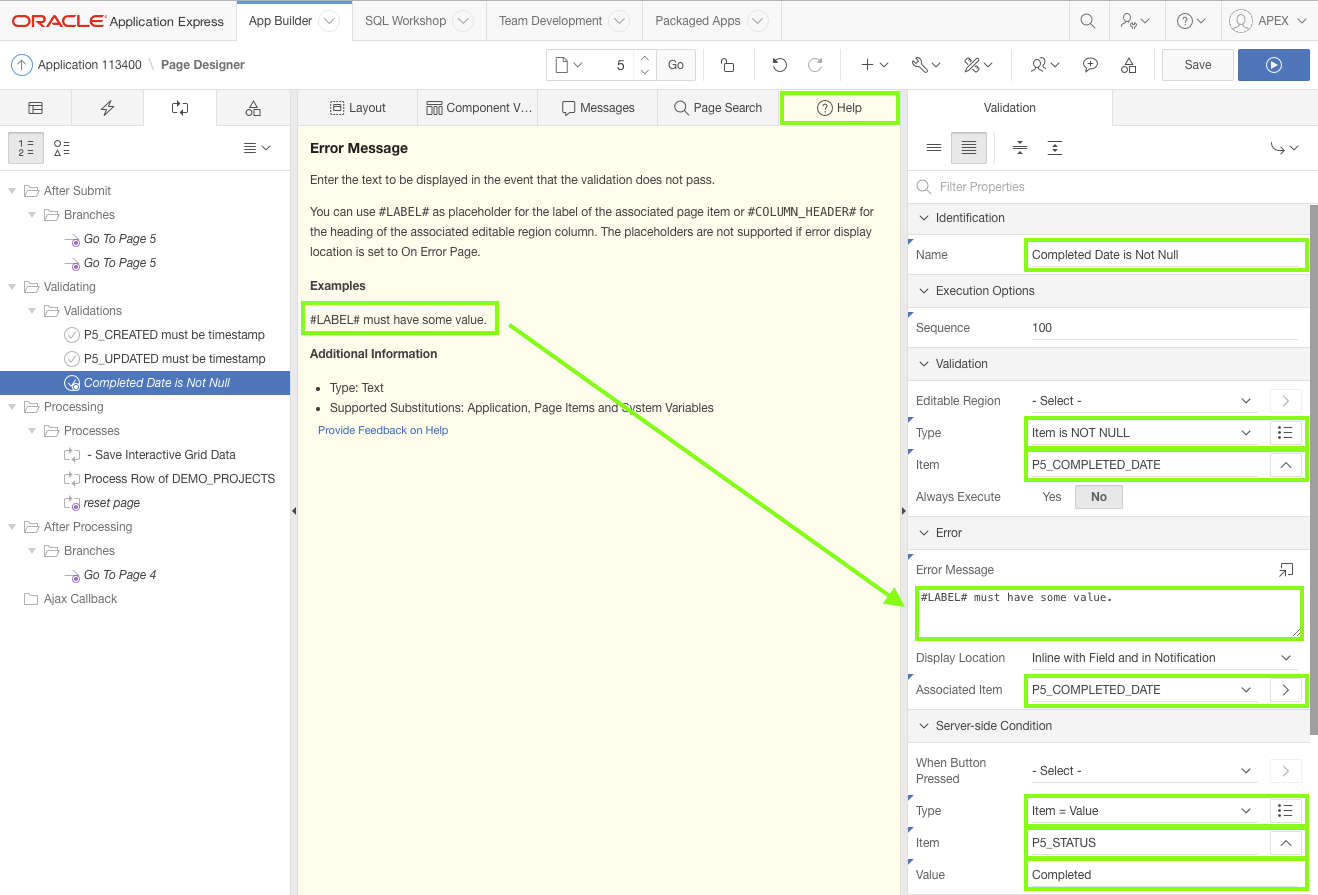 ORACLE Application Express
App Builder
SQL Workshop
Team Development
Packaged Apps
APEX
Application 113400 \ Page Designer
5
Go
Save
Layout
Component V...
Messages
Page Search
Help
Validation
1 =
2 =
Error Message
Enter the text to be displayed in the event that the validation does not pass.
You can use #LABEL# as placeholder for the label of the associated page item or #COLUMN_HEADER# for
the heading of the associated editable region column. The placeholders are not supported if error display
location is set to On Error Page.
Examples
#LABEL# must have some value.
Additional Information
• Type: Text
• Supported Substitutions: Application, Page Items and System Variables
Provide Feedback on Help
After Submit
Branches
Go To Page 5
Go To Page 5
Validating
Validations
P5_CREATED must be timestamp
P5_UPDATED must be timestamp
Completed Date is Not Null
Processing
Processes
- Save Interactive Grid Data
Process Row of DEMO_PROJECTS
reset page
After Processing
Branches
Go To Page 4
Ajax Callback
Filter Properties
Identification
Name
Completed Date is Not Null
Execution Options
Sequence
100
Validation
Editable Region
- Select -
Type
Item is NOT NULL
Item
P5_COMPLETED_DATE
Always Execute
Yes
No
Error
Error Message
#LABEL# must have some value.
Display Location
Inline with Field and in Notification
Associated Item
P5_COMPLETED_DATE
Server-side Condition
When Button
Pressed
- Select -
Type
Item = Value
Item
P5_STATUS
Value
Completed